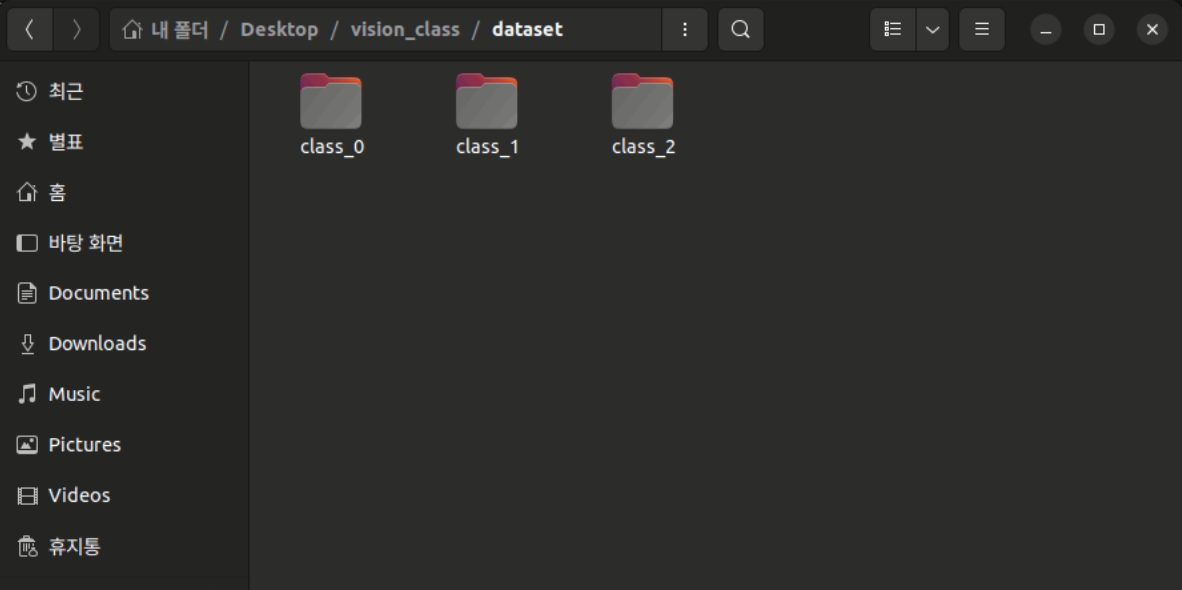 내 폴더 / Desktop / vision_class / dataset
최근
별표
홈
바탕 화면
Documents
Downloads
Music
Pictures
Videos
휴지통
class_0 class_1 class_2